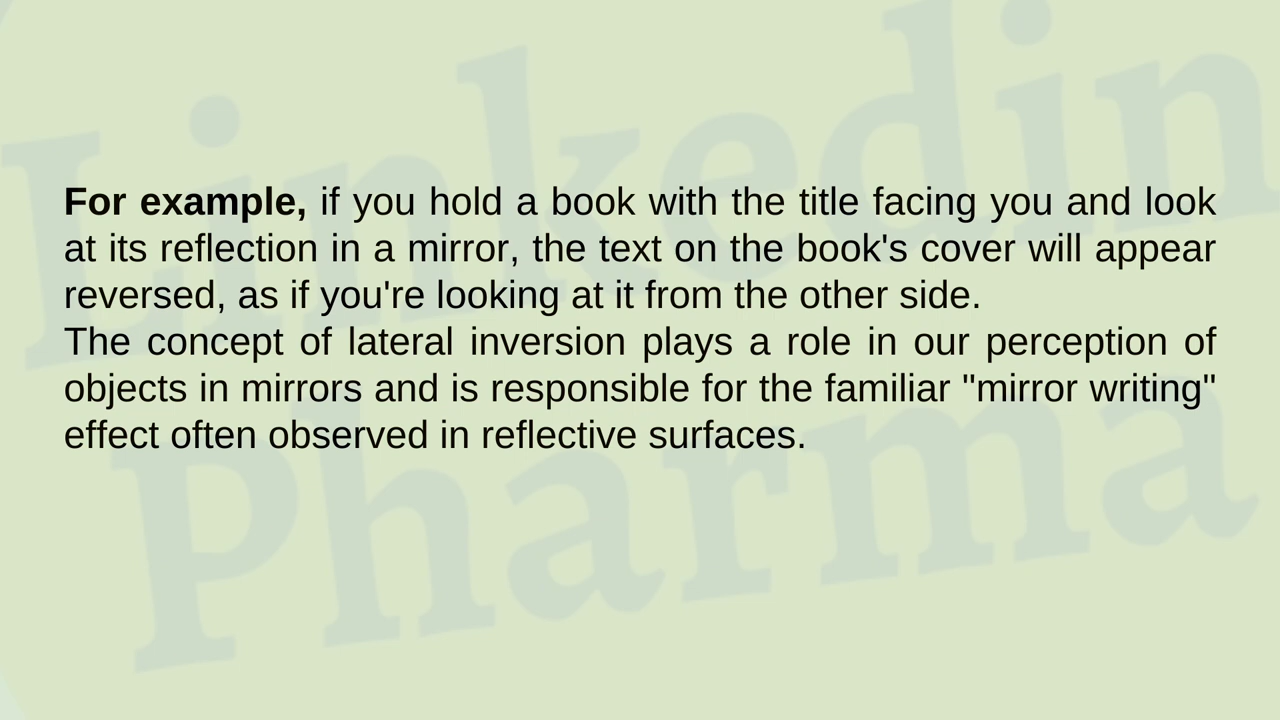 For example, if you hold a book with the title facing you and look
at its reflection in a mirror, the text on the book's cover will appear
reversed, as if you're looking at it from the other side.
The concept of lateral inversion plays a role in our perception of
objects in mirrors and is responsible for the familiar "mirror writing"
effect often observed in reflective surfaces.
Linkedin
Pharma